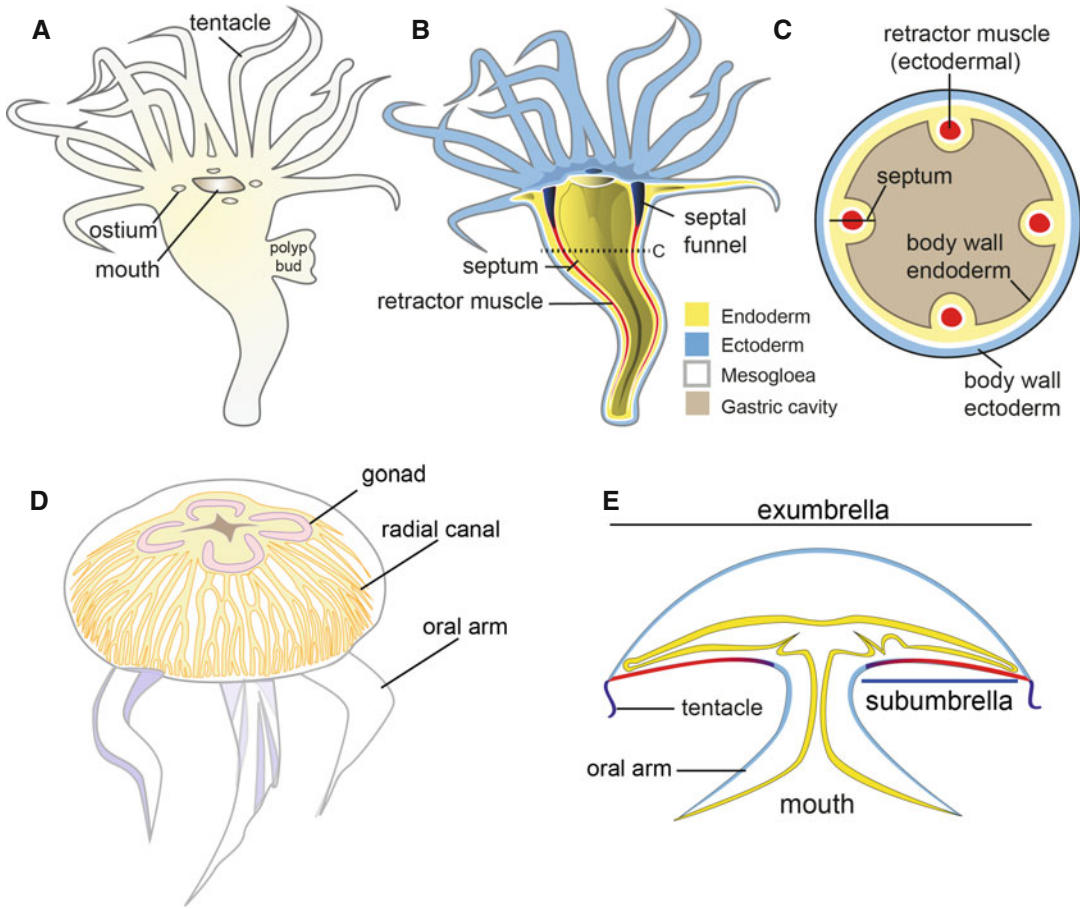 A
tentacle
ostium
mouth
polyp
bud
B
septal
funnel
C
septum
retractor muscle
Endoderm
Ectoderm
Mesogloea
Gastric cavity
C
retractor muscle
(ectodermal)
septum
body wall
endoderm
body wall
ectoderm
D
gonad
radial canal
oral arm
E
exumbrella
tentacle
subumbrella
oral arm
mouth